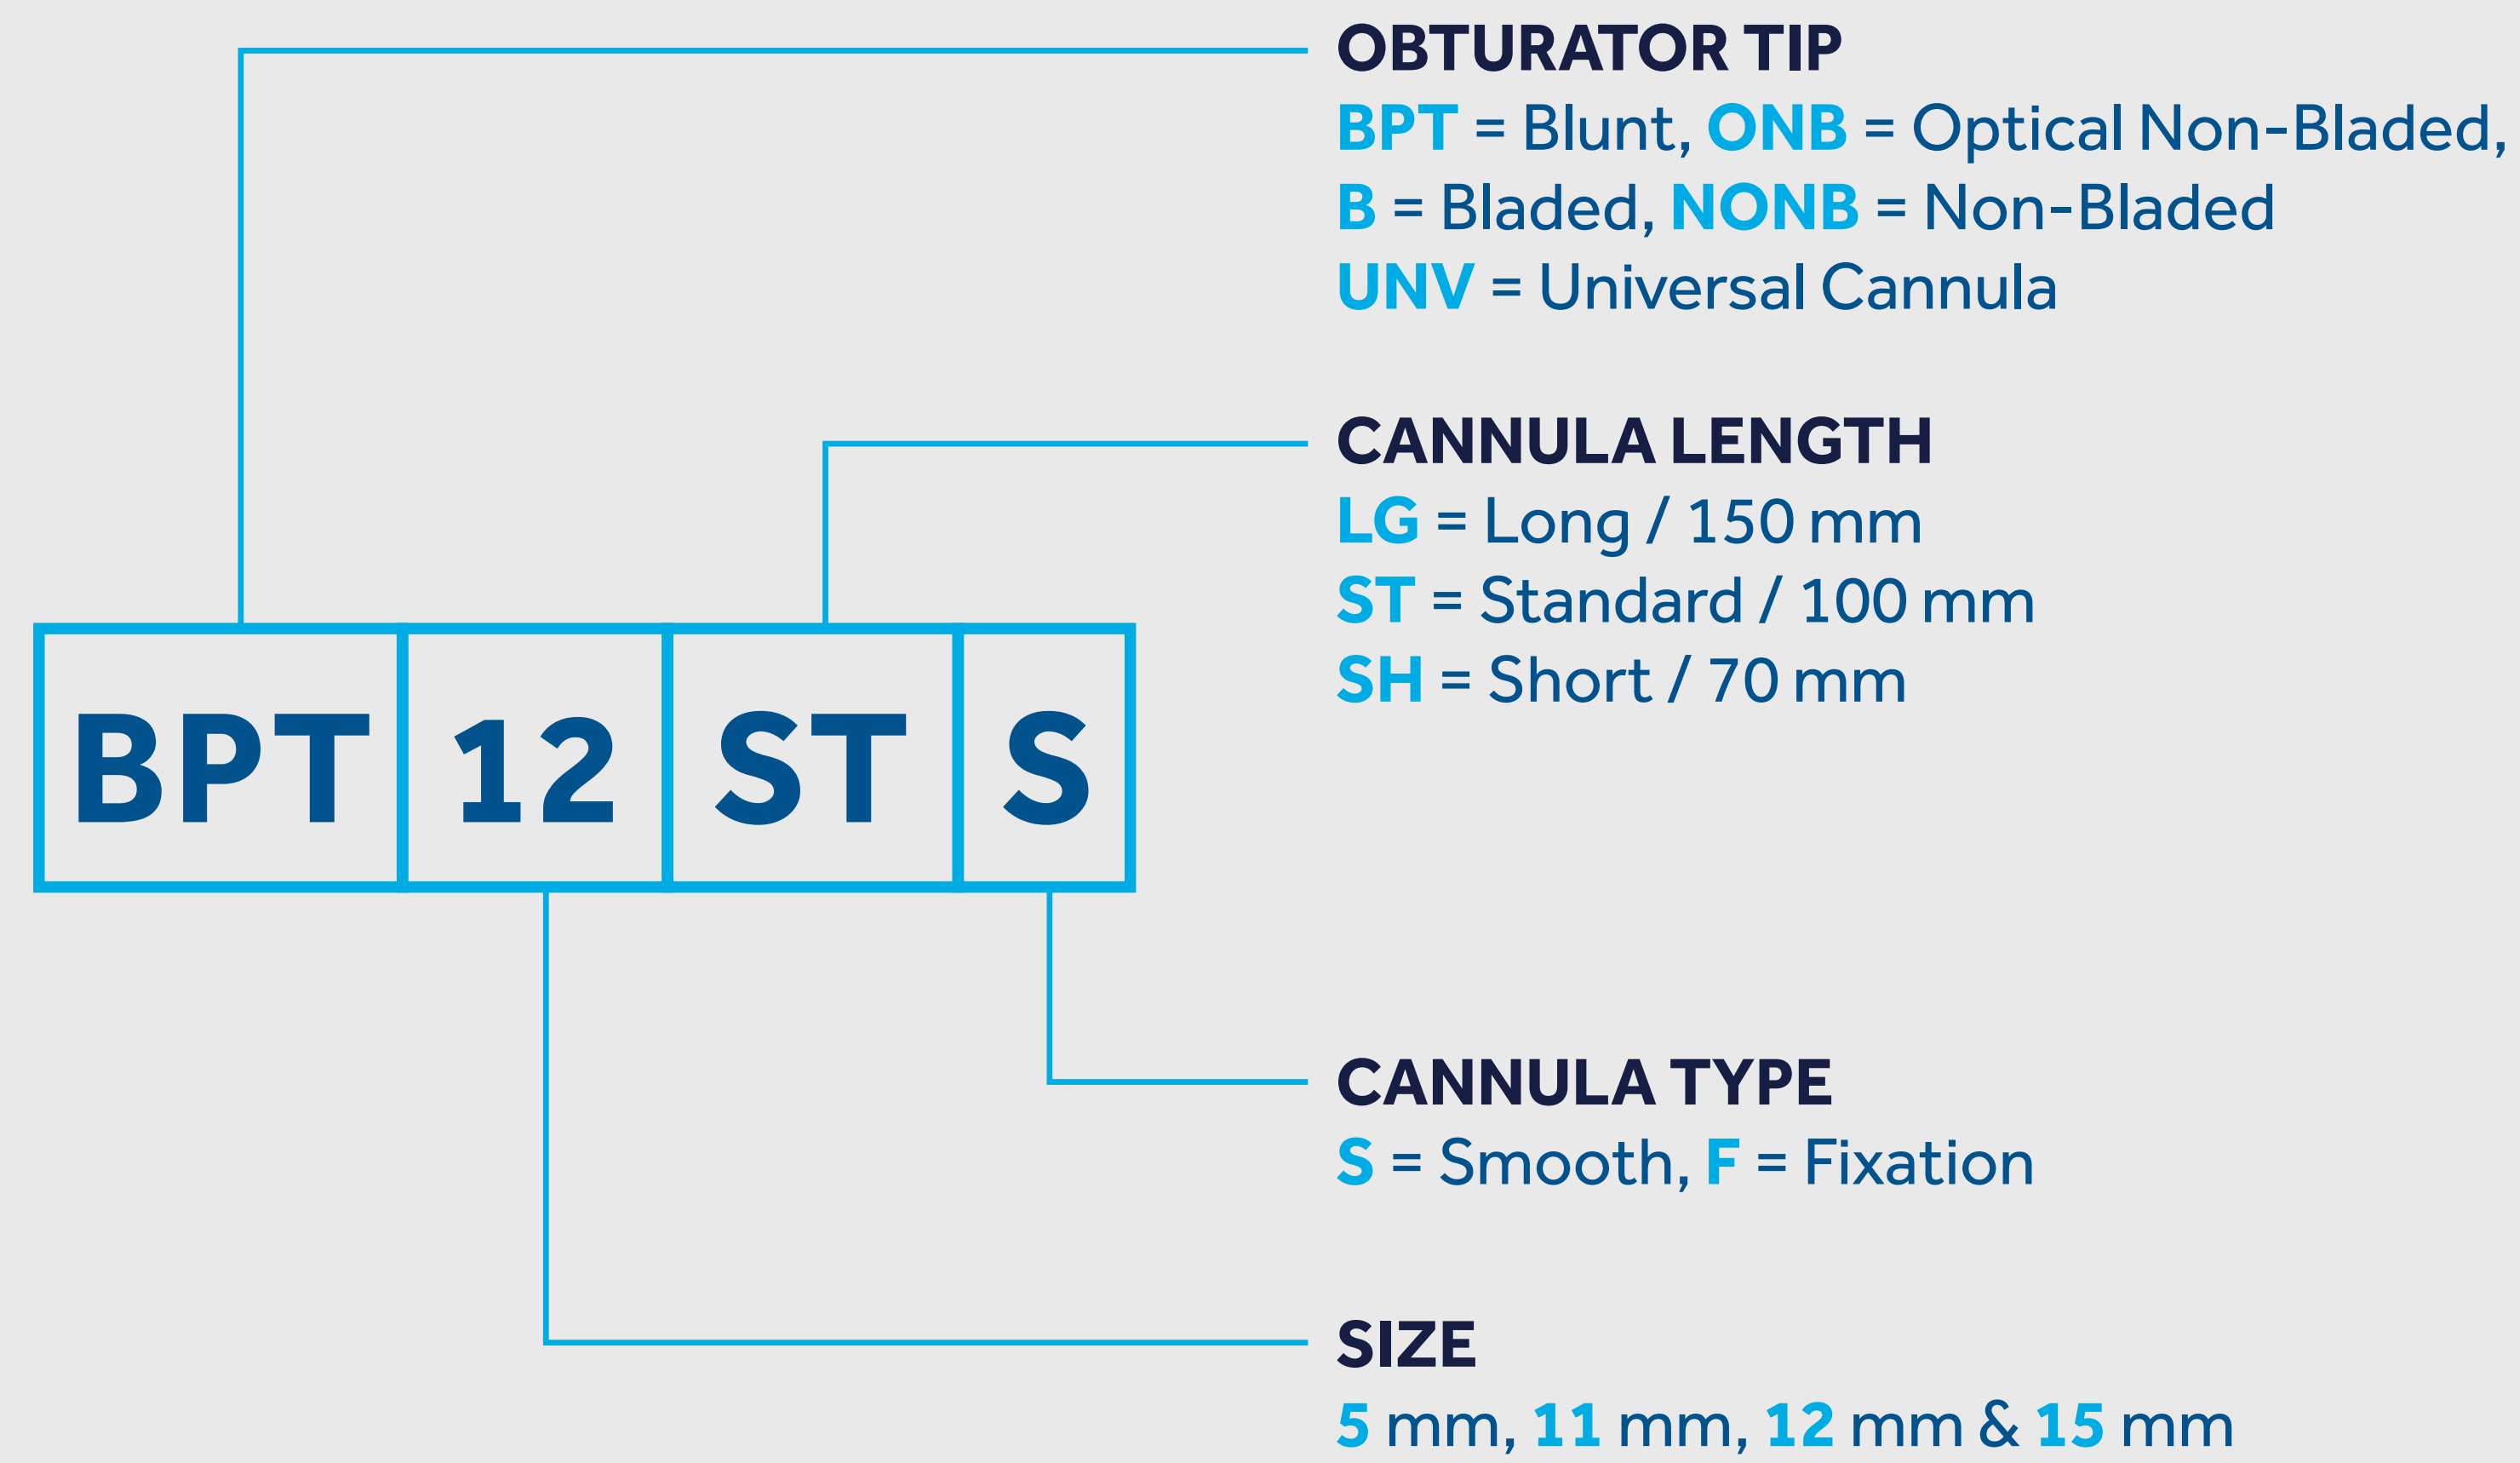 OBTURATOR TIP
BPT = Blunt, ONB = Optical Non-Bladed,
B = Bladed, NONB = Non-Bladed
UNV = Universal Cannula
CANNULA LENGTH
LG = Long / 150 mm
ST = Standard / 100 mm
SH = Short / 70 mm
BPT 12 ST S
CANNULA TYPE
S = Smooth, F = Fixation
SIZE
5 mm, 11 mm, 12 mm & 15 mm